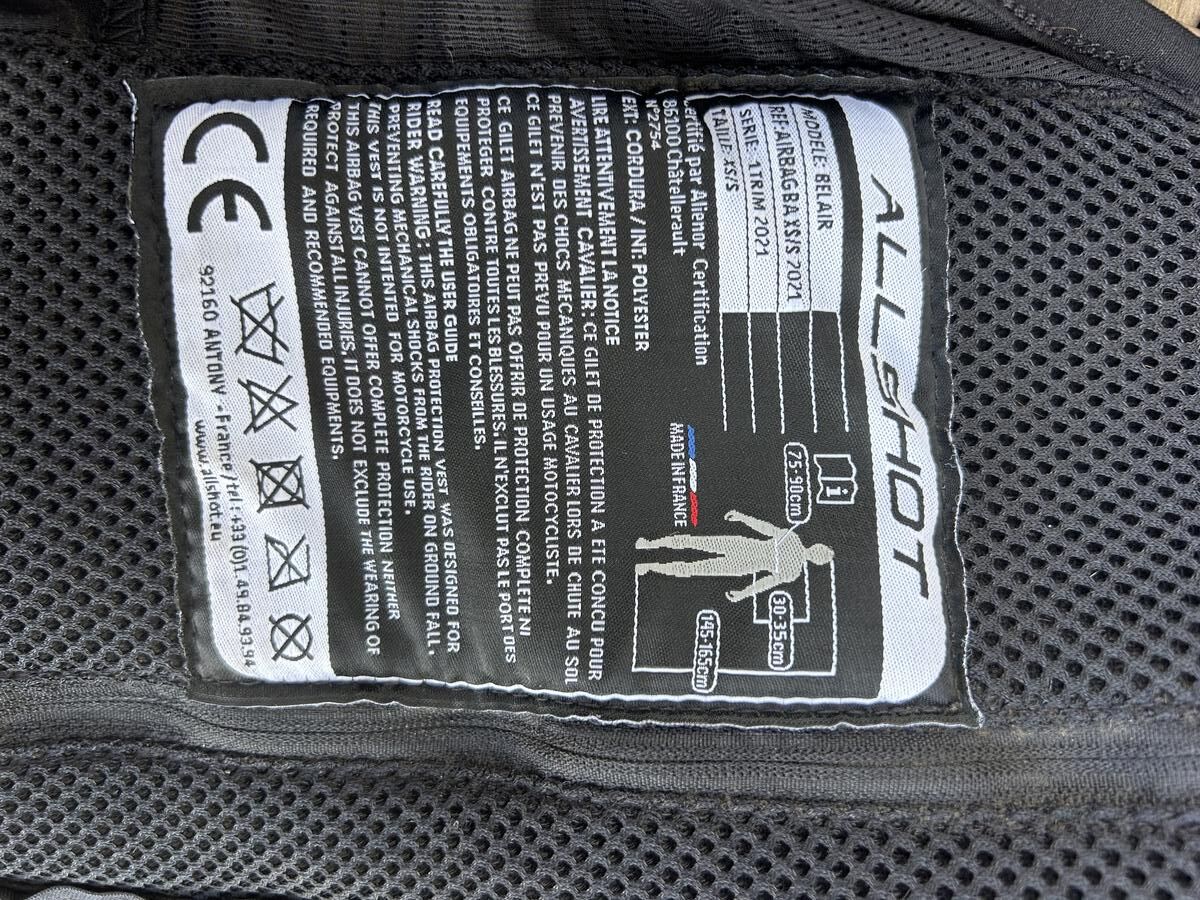 ALLSHOT
MODELE: BELAIR
REF AIRBAGBAXS/S 2021
SERIE: 1TRIM 2021
TAILLE: XS/S
i
75-90cm
30-35cm
145-165cm
MADE IN FRANCE
Certifié par Alienor Certification
862000 Châtellerault
N°2754
EXT: CORDURA / INT: POLYESTER
LIRE ATTENTIVEMENT LA NOTICE
AVERTISSEMENT CAVALIER: CE GILET DE PROTECTION A ETE CONCU POUR
PREVENIR DES CHOCS MECANIQUES AU CAVALIER LORS DE CHUTE AU SOL
CE GILET N'EST PAS PREVU POUR UN USAGE MOTOCYCLISTE.
CE GILET AIRBAG NE PEUT PAS OFFRIR DE PROTECTION COMPLETE NI
PROTEGER CONTRE TOUTES LES BLESSURES. IL N'EXCLUT PAS LE PORT DES
EQUIPEMENTS OBLIGATOIRES ET CONSEILLES.
READ CAREFULLY THE USER GUIDE
RIDER WARNING: THIS AIRBAG PROTECTION VEST WAS DESIGNED FOR
PREVENTING MECHANICAL SHOCKS FROM THE RIDER ON GROUND FALL.
THIS VEST IS NOT INTENTED FOR MOTORCYCLE USE.
THIS AIRBAG VEST CANNOT OFFER COMPLETE PROTECTION NEITHER
PROTECT AGAINST ALL INJURIES. IT DOES NOT EXCLUDE THE WEARING OF
REQUIRED AND RECOMMENDED EQUIPMENTS.
CE
92160 ANTONY - France//tel: +33 (0)1.49.84.93.94
www.allshot.eu